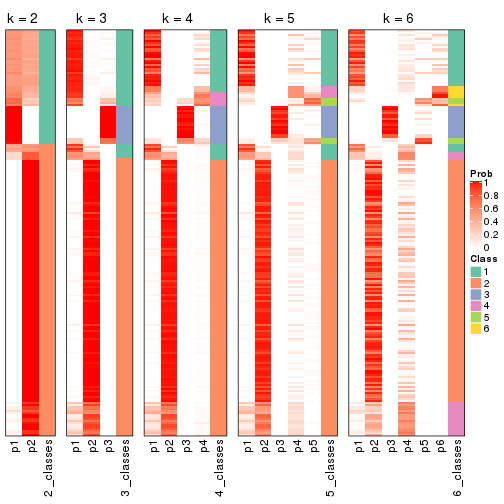 k = 2
k = 3
k = 4
k = 5
k = 6
p1
p2
2_classes
p1
p2
p3
3_classes
p1
p2
p3
p4
4_classes
p1
p2
p3
p4
p5
5_classes
p1
p2
p3
p4
p5
p6
6_classes
Prob
1
0.8
0.6
0.4
0.2
0
Class
1
2
3
4
5
6